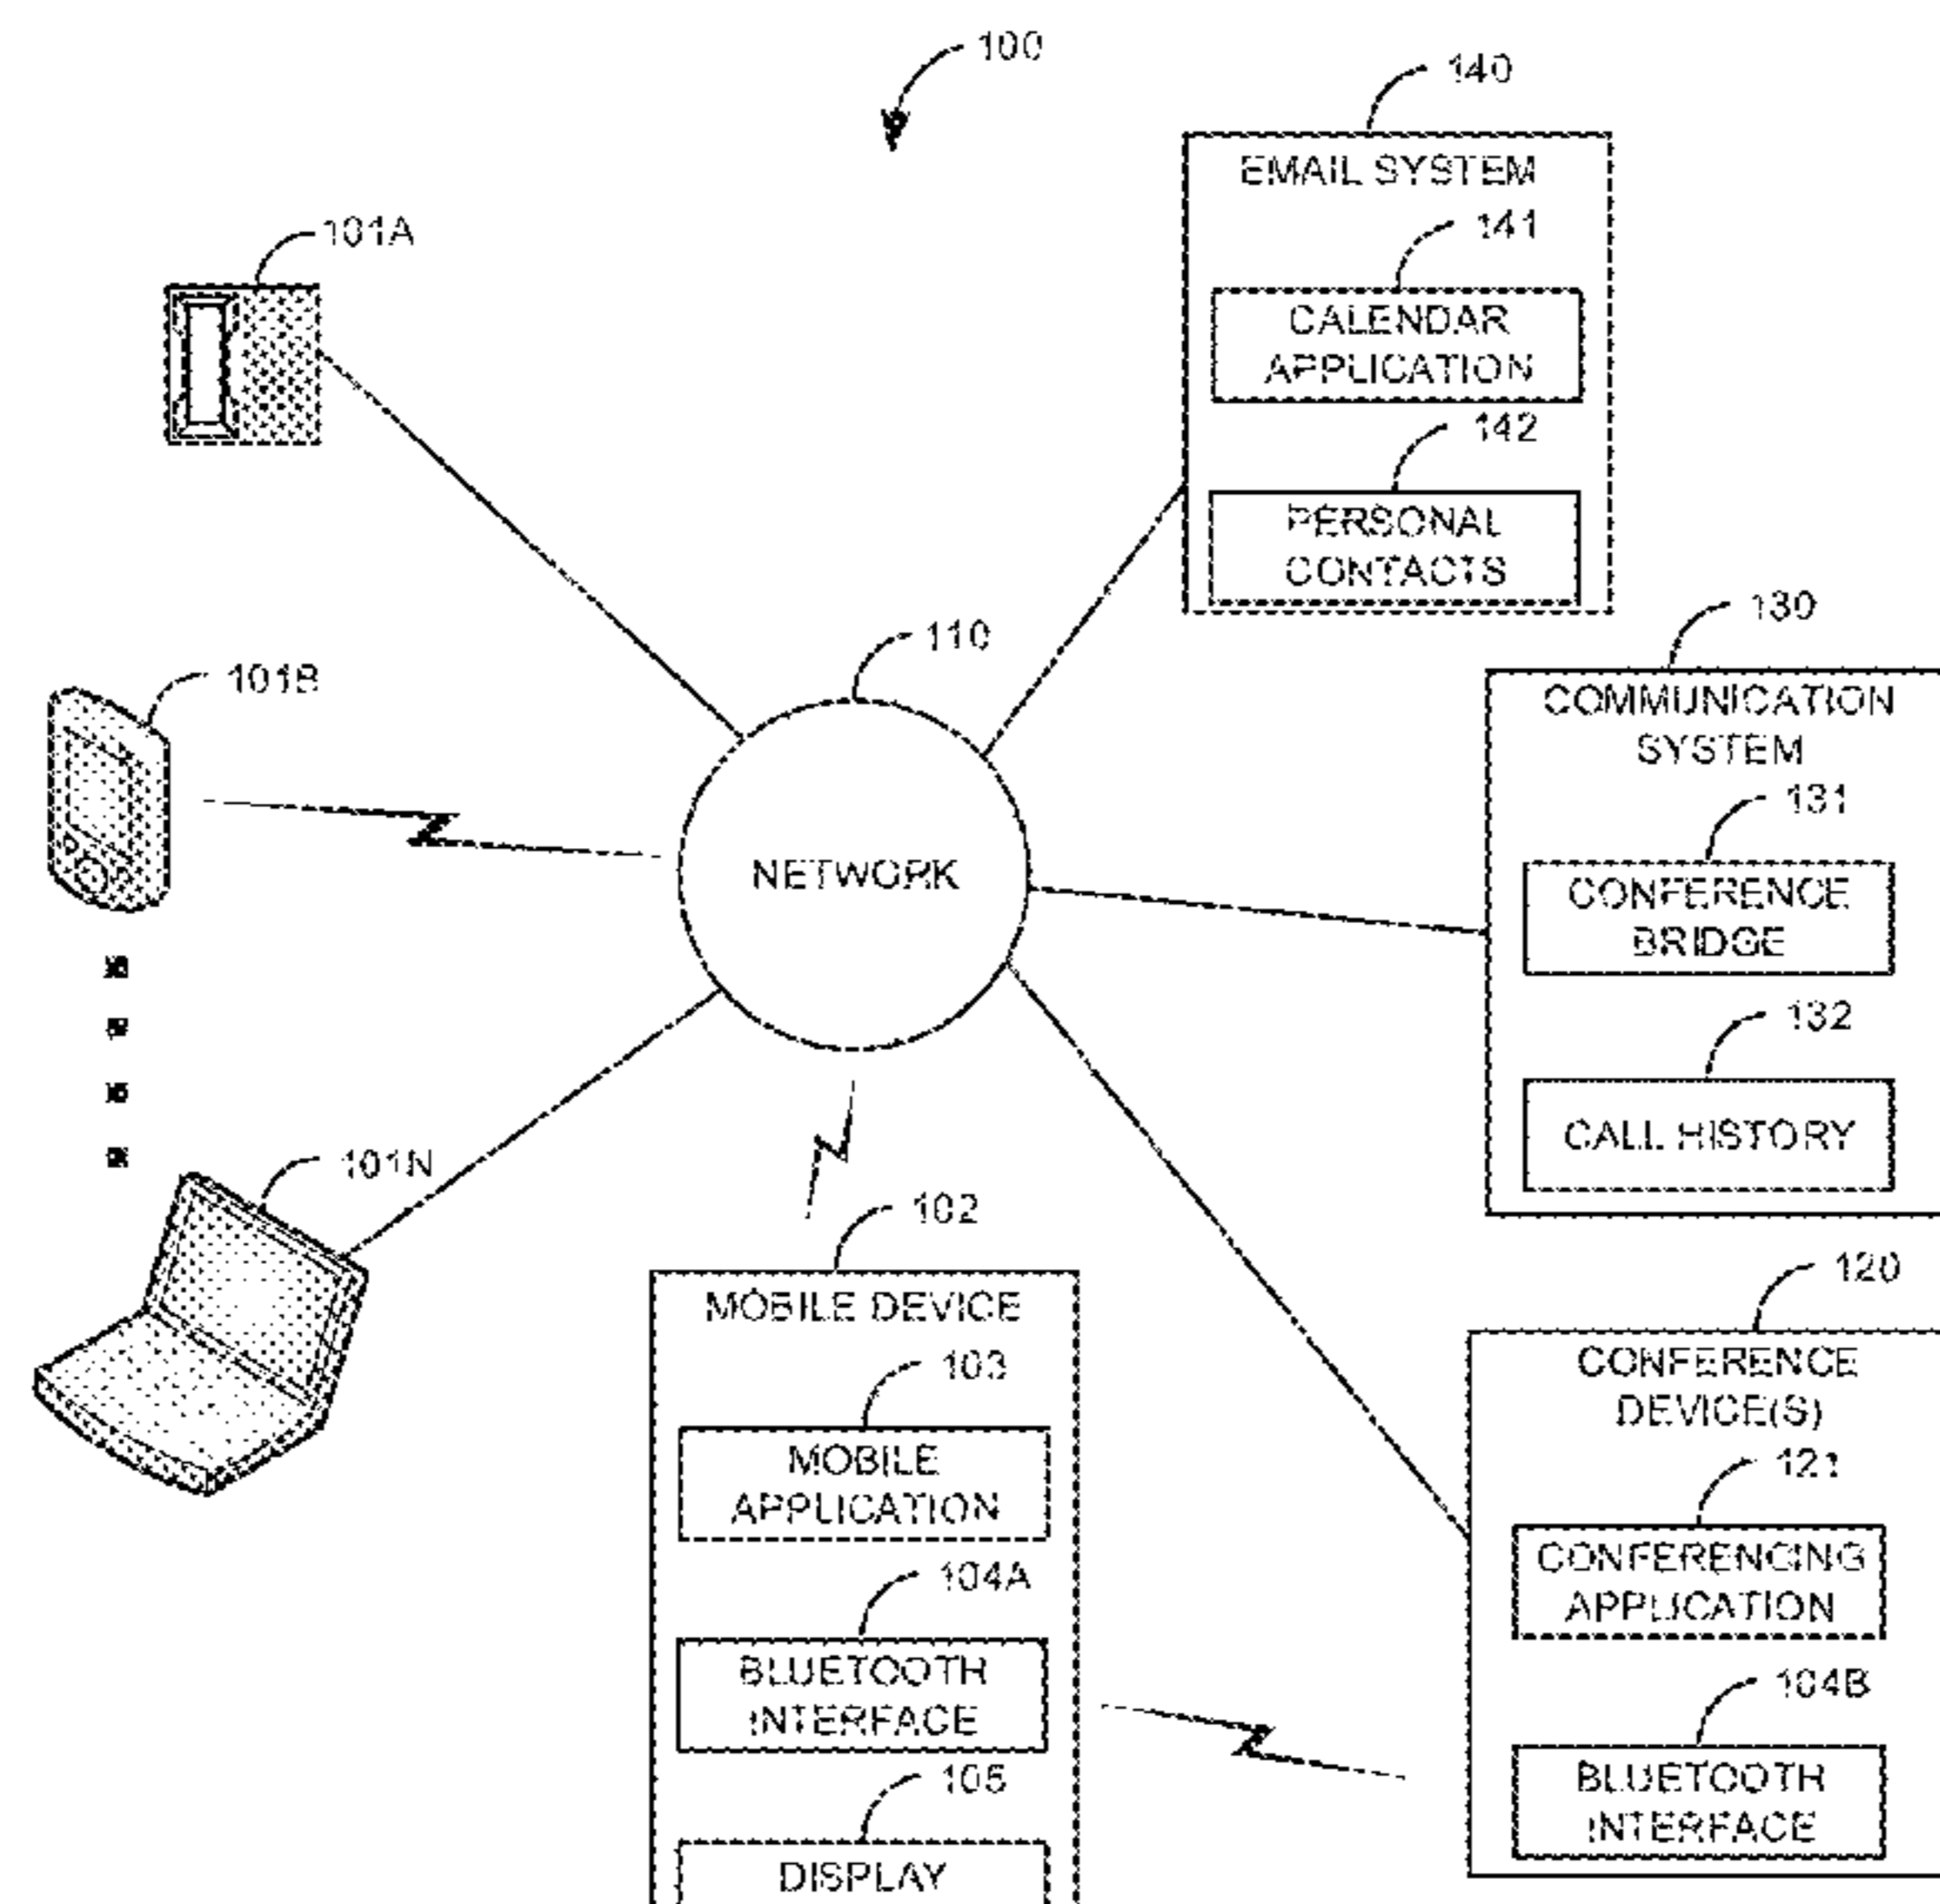 100
140
EMAIL SYSTEM
141
CALENDAR
APPLICATION
142
PERSONAL
CONTACTS
101A
110
101B
NETWORK
130
COMMUNICATION
SYSTEM
131
CONFERENCE
BRIDGE
132
CALL HISTORY
101N
102
MOBILE DEVICE
103
MOBILE
APPLICATION
104A
BLUETOOTH
INTERFACE
105
DISPLAY
120
CONFERENCE
DEVICE(S)
121
CONFERENCING
APPLICATION
104B
BLUETOOTH
INTERFACE